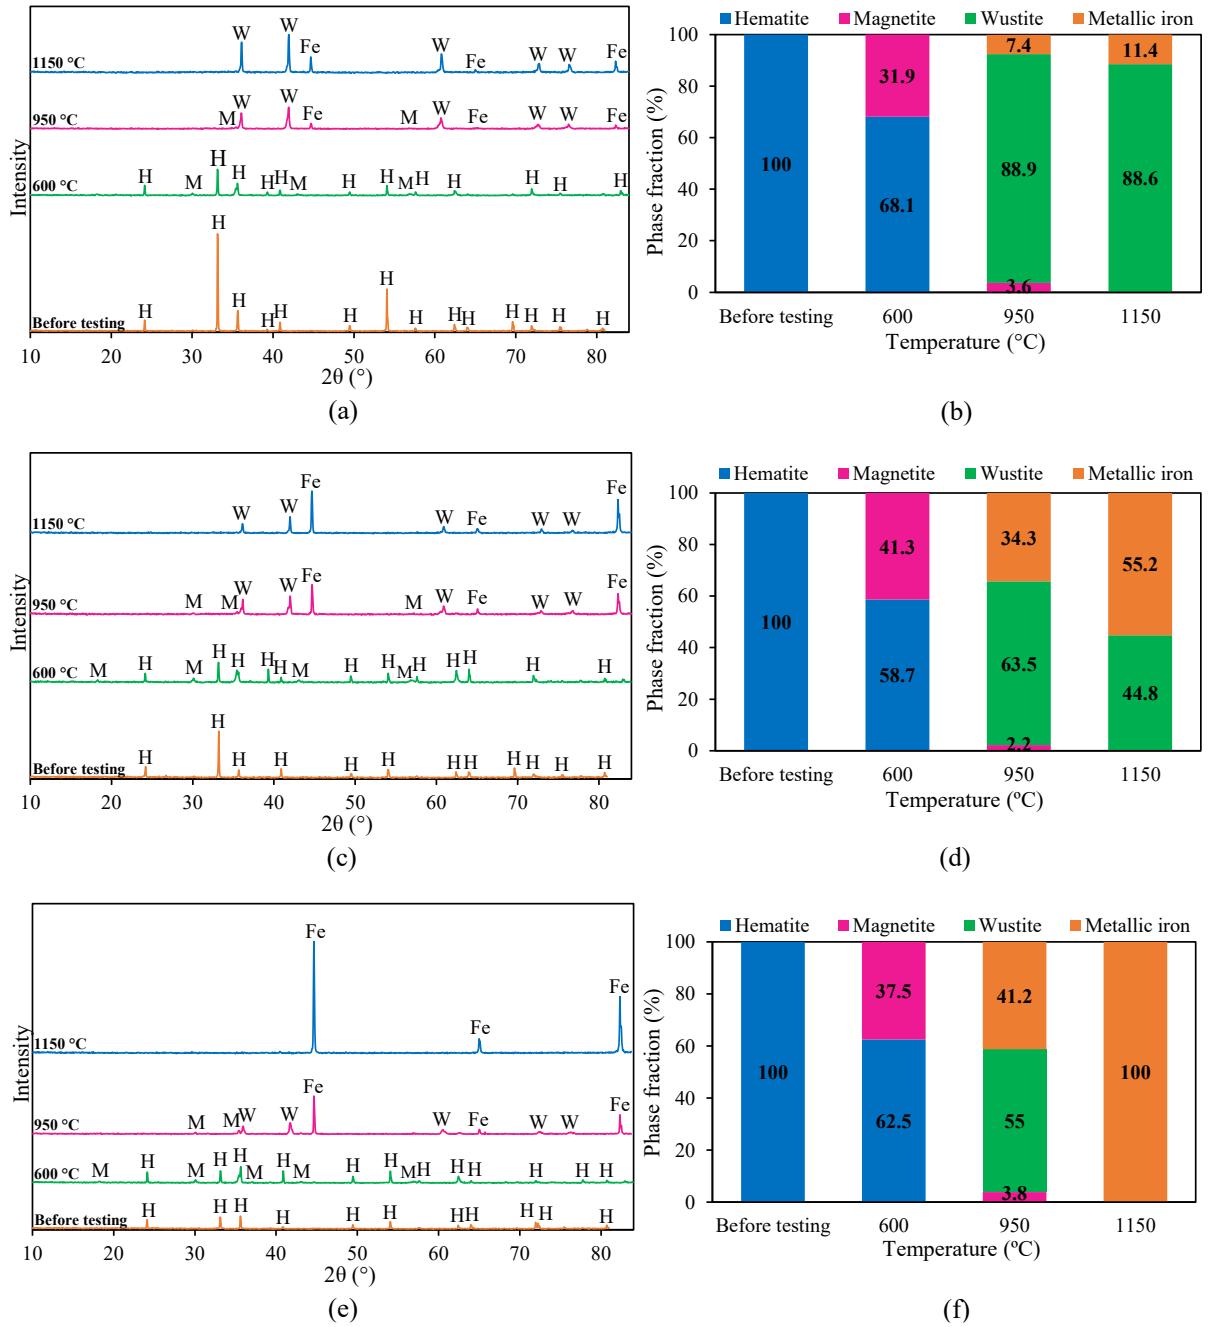 W W Fe W Fe W W Fe
1150 °C
M W W Fe M W Fe W W Fe
950 °C
H M H H H H M H H M H H H H H
600 °C
H H H H H H H H H H H H H H
Before testing
Intensity
10 20 30 40 50 60 70 80
2θ (°)
(a)
Hematite Magnetite Wustite Metallic iron
Phase fraction (%)
100
80
60
40
20
0
100
31.9
68.1
7.4
88.9
3.6
11.4
88.6
Before testing 600 950 1150
Temperature (°C)
(b)
W W Fe W Fe W W Fe
1150 °C
M M W W Fe M W Fe W W Fe
950 °C
M H M H H H H M H H M H H H H H
600 °C
H H H H H H H H H H H H
Before testing
Intensity
10 20 30 40 50 60 70 80
2θ (°)
(c)
Hematite Magnetite Wustite Metallic iron
Phase fraction (%)
100
80
60
40
20
0
100
41.3
58.7
34.3
63.5
2.2
55.2
44.8
Before testing 600 950 1150
Temperature (ºC)
(d)
Fe Fe Fe
1150 °C
M M W W Fe W Fe W W Fe
950 °C
M H M H H M H M H H M H H H H H H
600 °C
H H H H H H H H H H H
Before testing
Intensity
10 20 30 40 50 60 70 80
2θ (°)
(e)
Hematite Magnetite Wustite Metallic iron
Phase fraction (%)
100
80
60
40
20
0
100
37.5
62.5
41.2
55
3.8
100
Before testing 600 950 1150
Temperature (ºC)
(f)